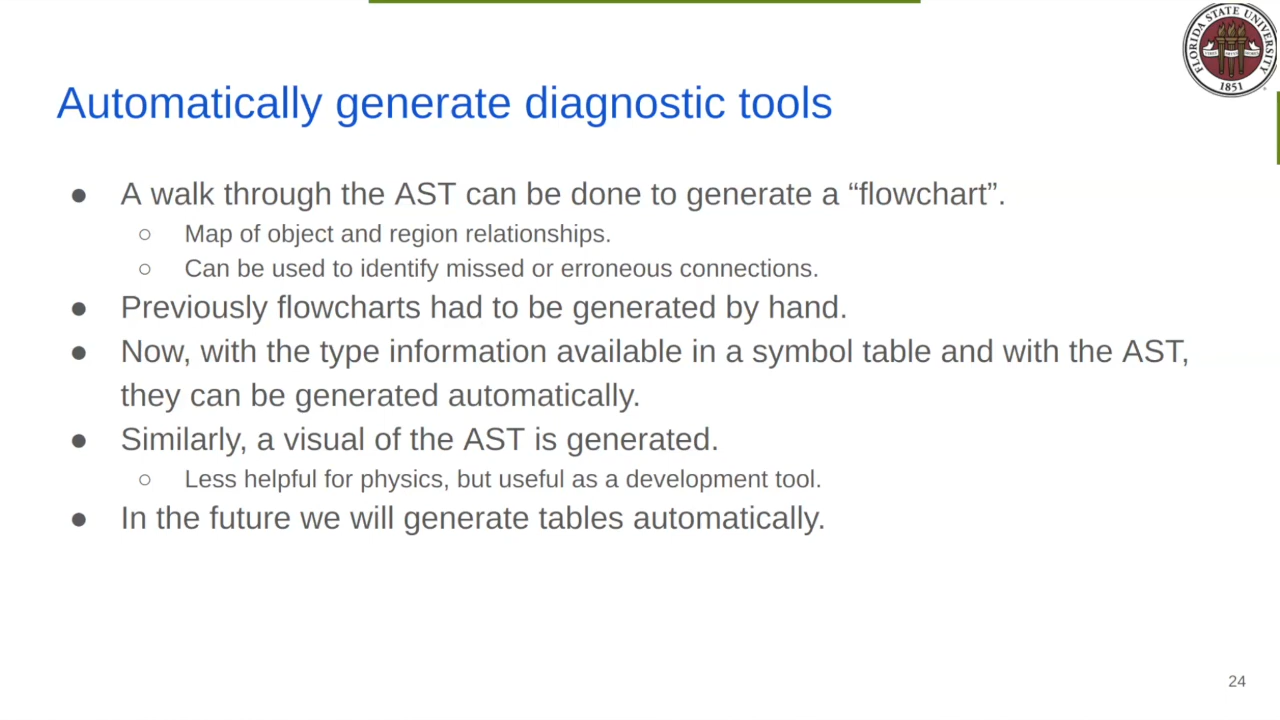 FLORIDA STATE UNIVERSITY
1851
Automatically generate diagnostic tools
● A walk through the AST can be done to generate a “flowchart”.
○ Map of object and region relationships.
○ Can be used to identify missed or erroneous connections.
● Previously flowcharts had to be generated by hand.
● Now, with the type information available in a symbol table and with the AST,
they can be generated automatically.
● Similarly, a visual of the AST is generated.
○ Less helpful for physics, but useful as a development tool.
● In the future we will generate tables automatically.
24